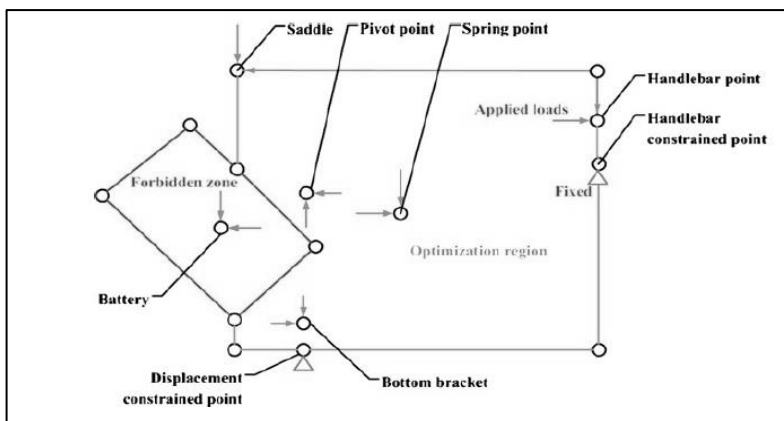 Saddle
Pivot point
Spring point
Applied loads
Handlebar
point
Handlebar
constrained point
Forbidden zone
Fixed
Optimization region
Battery
Displacement
constrained point
Bottom bracket